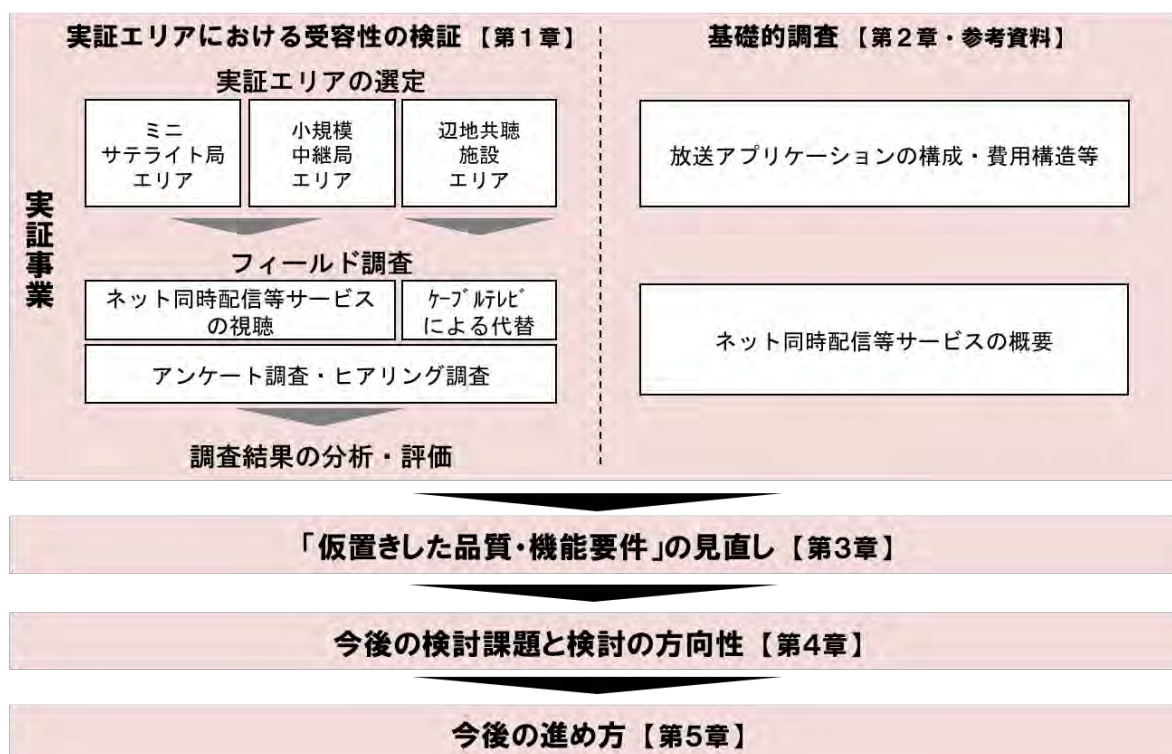 実証エリアにおける受容性の検証【第1章】
実証エリアの選定
ミニ
サテライト局
エリア
小規模
中継局
エリア
辺地共聴
施設
エリア
実証事業
フィールド調査
ネット同時配信等サービス
の視聴
ｹｰﾌﾞﾙﾃﾚﾋﾞ
による代替
アンケート調査・ヒアリング調査
調査結果の分析・評価
基礎的調査【第2章・参考資料】
放送アプリケーションの構成・費用構造等
ネット同時配信等サービスの概要
「仮置きした品質・機能要件」の見直し【第3章】
今後の検討課題と検討の方向性【第4章】
今後の進め方【第5章】